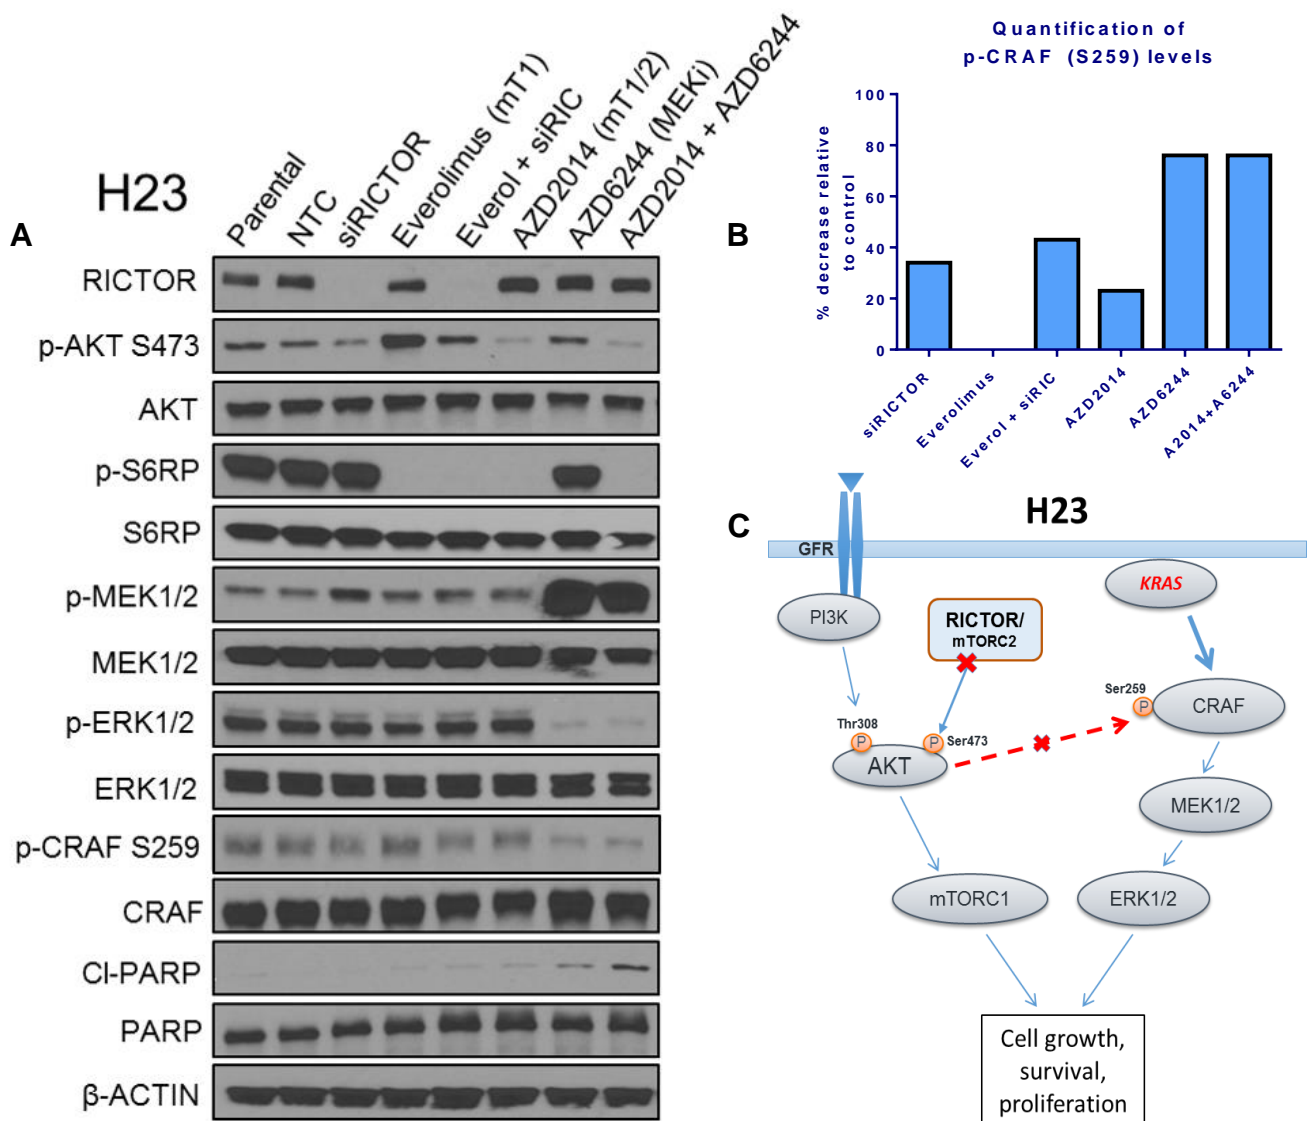 H23
Parental
NTC
siRICTOR
Everolimus (mT1)
Everol + siRIC
AZD2014 (mT1/2)
AZD6244 (MEKi)
AZD2014 + AZD6244
A
RICTOR
p-AKT S473
AKT
p-S6RP
S6RP
p-MEK1/2
MEK1/2
p-ERK1/2
ERK1/2
p-CRAF S259
CRAF
Cl-PARP
PARP
β-ACTIN
B
Quantification of
p-CRAF (S259) levels
% decrease relative
to control
100
80
60
40
20
0
siRICTOR
Everolimus
Everol + siRIC
AZD2014
AZD6244
A2014+A6244
C
H23
GFR
KRAS
PI3K
RICTOR/
mTORC2
Ser259
P
CRAF
Thr308
P
P
Ser473
AKT
MEK1/2
mTORC1
ERK1/2
Cell growth,
survival,
proliferation